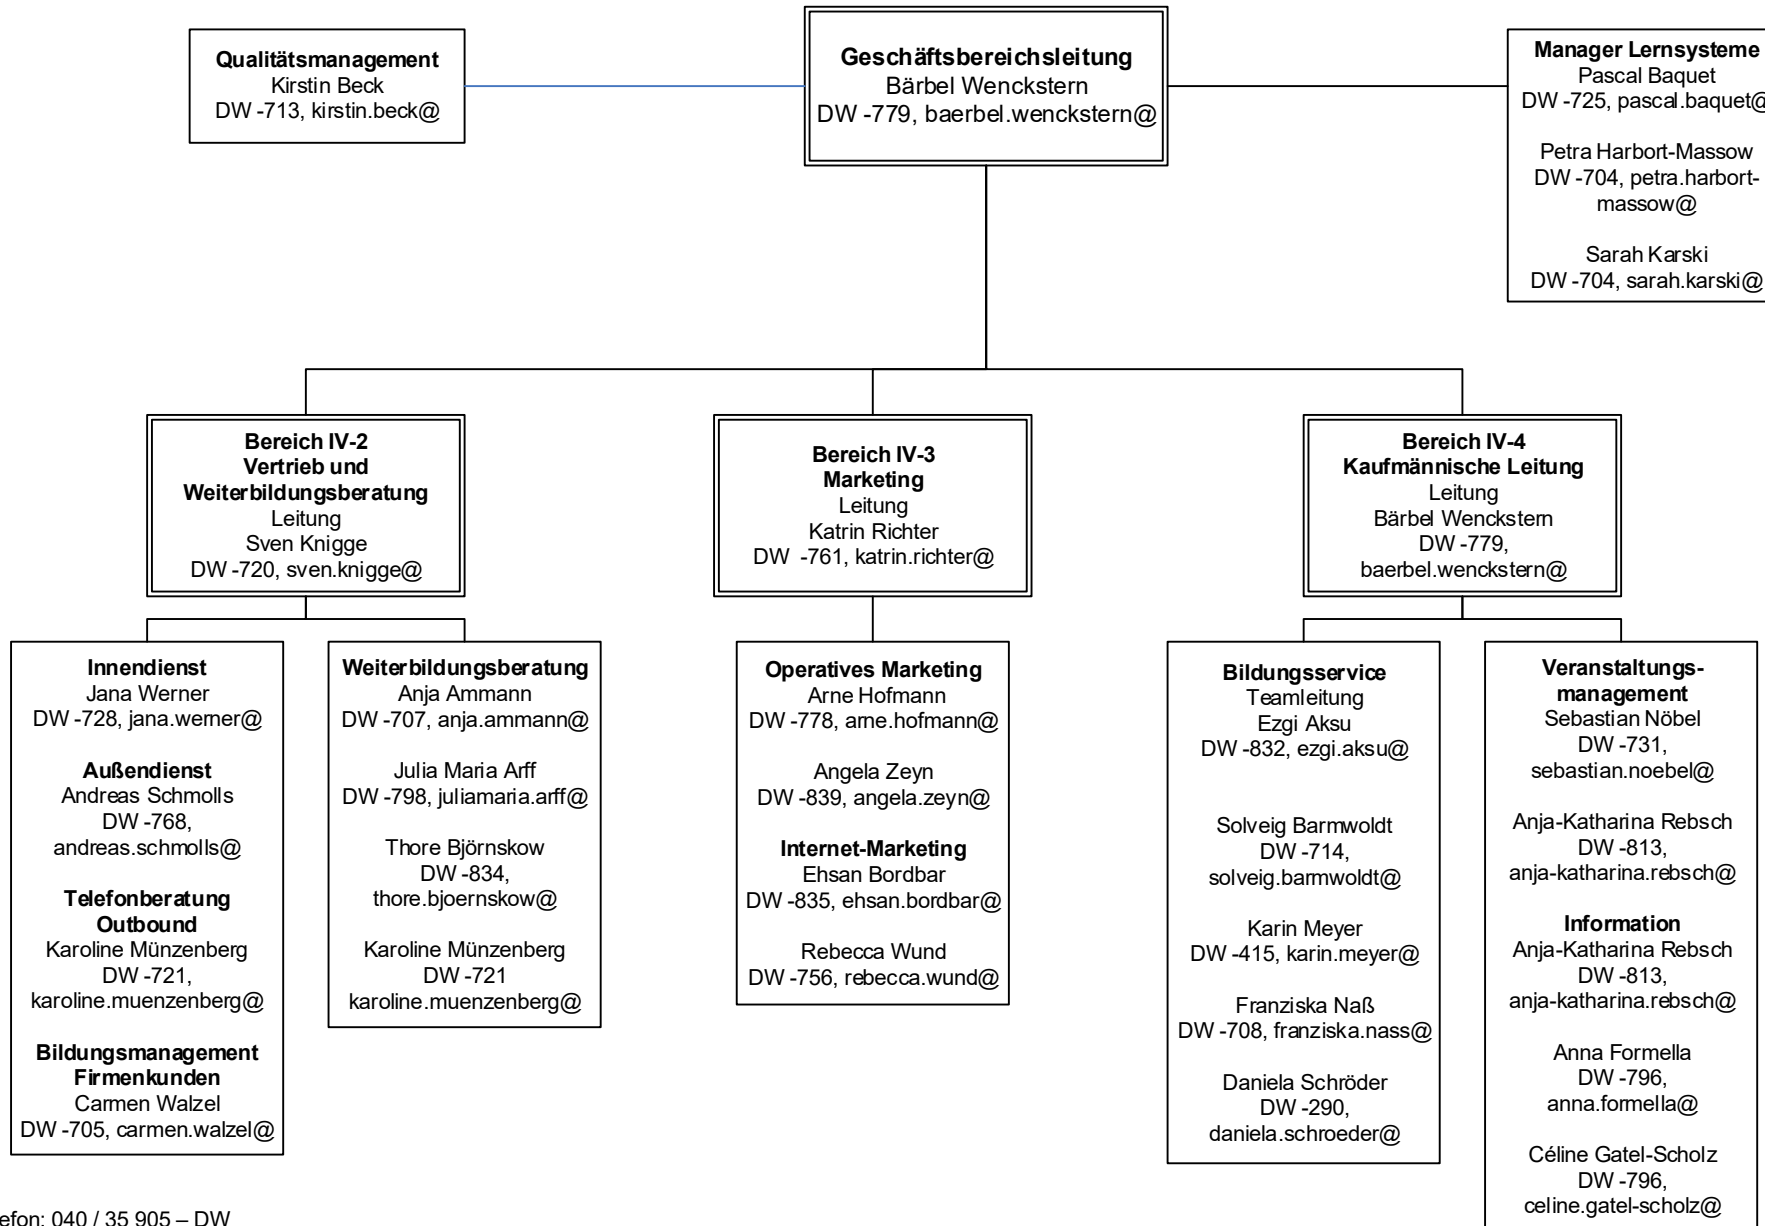 Qualitätsmanagement
Kirstin Beck
DW -713, kirstin.beck@
Geschäftsbereichsleitung
Bärbel Wenckstern
DW -779, baerbel.wenckstern@
Manager Lernsysteme
Pascal Baquet
DW -725, pascal.baquet@
Petra Harbort-Massow
DW -704, petra.harbort-
massow@
Sarah Karski
DW -704, sarah.karski@
Bereich IV-2
Vertrieb und
Weiterbildungsberatung
Leitung
Sven Knigge
DW -720, sven.knigge@
Bereich IV-3
Marketing
Leitung
Katrin Richter
DW -761, katrin.richter@
Bereich IV-4
Kaufmännische Leitung
Leitung
Bärbel Wenckstern
DW -779,
baerbel.wenckstern@
Innendienst
Jana Werner
DW -728, jana.werner@
Außendienst
Andreas Schmolls
DW -768,
andreas.schmolls@
Telefonberatung
Outbound
Karoline Münzenberg
DW -721,
karoline.muenzenberg@
Bildungsmanagement
Firmenkunden
Carmen Walzel
DW -705, carmen.walzel@
Weiterbildungsberatung
Anja Ammann
DW -707, anja.ammann@
Julia Maria Arff
DW -798, juliamaria.arff@
Thore Björnskow
DW -834,
thore.bjoernskow@
Karoline Münzenberg
DW -721
karoline.muenzenberg@
Operatives Marketing
Arne Hofmann
DW -778, arne.hofmann@
Angela Zeyn
DW -839, angela.zeyn@
Internet-Marketing
Ehsan Bordbar
DW -835, ehsan.bordbar@
Rebecca Wund
DW -756, rebecca.wund@
Bildungsservice
Teamleitung
Ezgi Aksu
DW -832, ezgi.aksu@
Solveig Barmwoldt
DW -714,
solveig.barmwoldt@
Karin Meyer
DW -415, karin.meyer@
Franziska Naß
DW -708, franziska.nass@
Daniela Schröder
DW -290,
daniela.schroeder@
Veranstaltungs-
management
Sebastian Nöbel
DW -731,
sebastian.noebel@
Anja-Katharina Rebsch
DW -813,
anja-katharina.rebsch@
Information
Anja-Katharina Rebsch
DW -813,
anja-katharina.rebsch@
Anna Formella
DW -796,
anna.formella@
Céline Gatel-Scholz
DW -796,
celine.gatel-scholz@
efon: 040 / 35 905 – DW